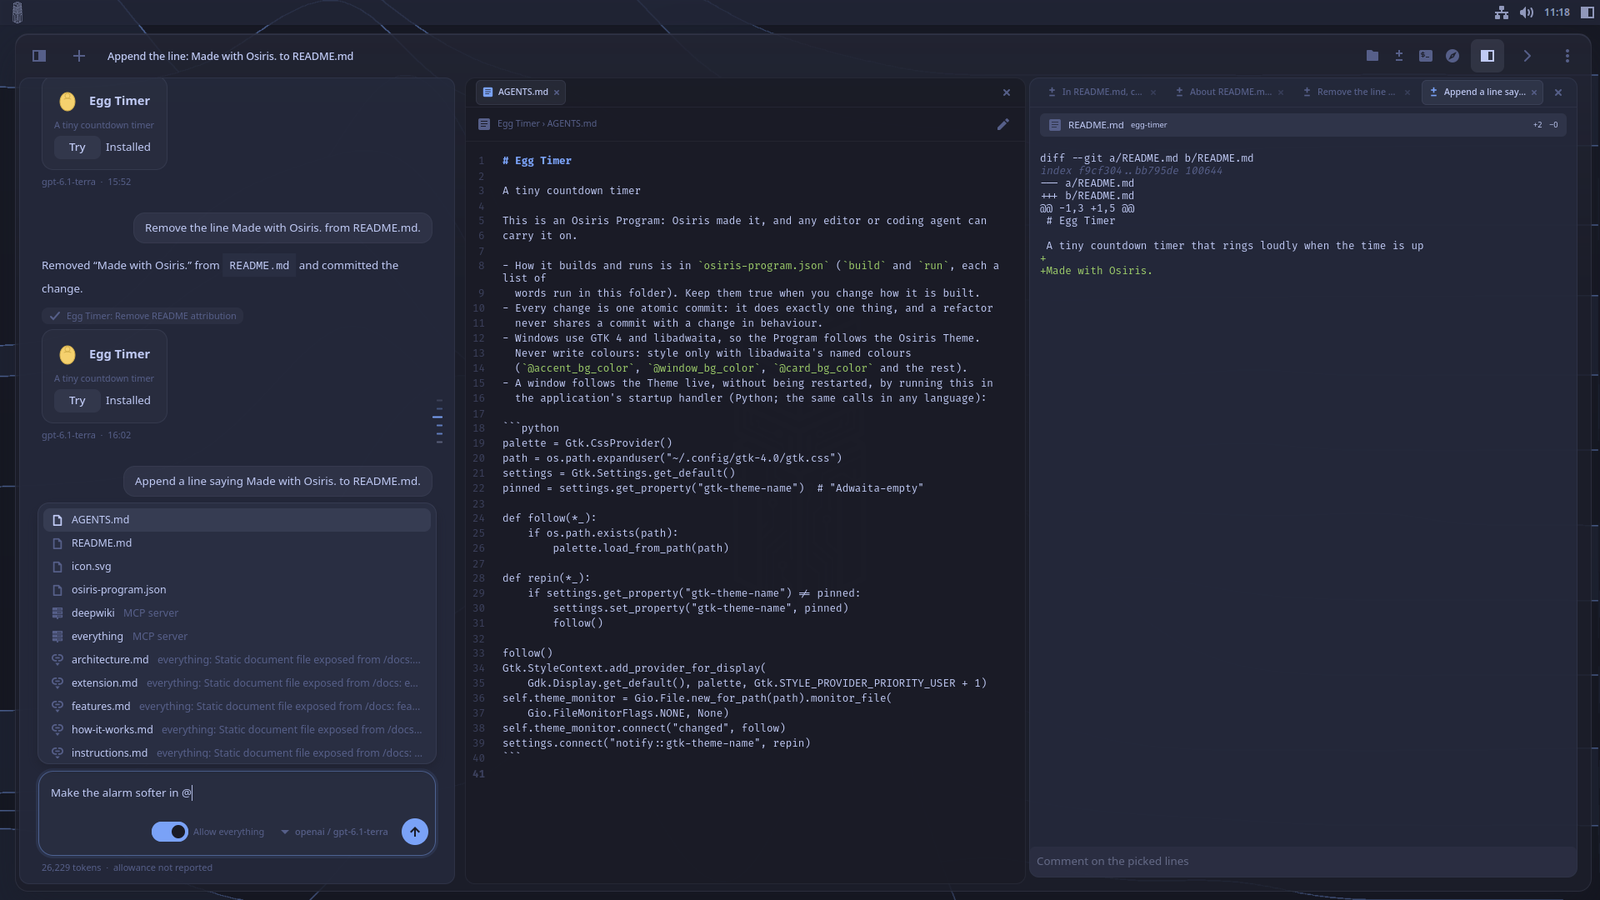 11:18
Append the line: Made with Osiris. to README.md
Egg Timer
A tiny countdown timer
Try Installed
gpt-6.1-terra · 15:52
Remove the line Made with Osiris. from README.md.
Removed “Made with Osiris.” from README.md and committed the
change.
Egg Timer: Remove README attribution
Egg Timer
A tiny countdown timer
Try Installed
gpt-6.1-terra · 16:02
Append a line saying Made with Osiris. to README.md.
AGENTS.md
README.md
icon.svg
osiris-program.json
deepwiki MCP server
everything MCP server
architecture.md everything: Static document file exposed from /docs:...
extension.md everything: Static document file exposed from /docs: e...
features.md everything: Static document file exposed from /docs: fea...
how-it-works.md everything: Static document file exposed from /docs...
instructions.md everything: Static document file exposed from /docs: ...
Make the alarm softer in @
Allow everything openai / gpt-6.1-terra
26,229 tokens · allowance not reported
AGENTS.md ×
Egg Timer › AGENTS.md
1 # Egg Timer
2
3 A tiny countdown timer
4
5 This is an Osiris Program: Osiris made it, and any editor or coding agent can
6 carry it on.
7
8 - How it builds and runs is in `osiris-program.json` (`build` and `run`, each a
list of
9 words run in this folder). Keep them true when you change how it is built.
10 - Every change is one atomic commit: it does exactly one thing, and a refactor
11 never shares a commit with a change in behaviour.
12 - Windows use GTK 4 and libadwaita, so the Program follows the Osiris Theme.
13 Never write colours: style only with libadwaita's named colours
14 (`@accent_bg_color`, `@window_bg_color`, `@card_bg_color` and the rest).
15 - A window follows the Theme live, without being restarted, by running this in
16 the application's startup handler (Python; the same calls in any language):
17
18 ```python
19 palette = Gtk.CssProvider()
20 path = os.path.expanduser("~/.config/gtk-4.0/gtk.css")
21 settings = Gtk.Settings.get_default()
22 pinned = settings.get_property("gtk-theme-name") # "Adwaita-empty"
23
24 def follow(*_):
25 if os.path.exists(path):
26 palette.load_from_path(path)
27
28 def repin(*_):
29 if settings.get_property("gtk-theme-name") != pinned:
30 settings.set_property("gtk-theme-name", pinned)
31 follow()
32
33 follow()
34 Gtk.StyleContext.add_provider_for_display(
35 Gdk.Display.get_default(), palette, Gtk.STYLE_PROVIDER_PRIORITY_USER + 1)
36 self.theme_monitor = Gio.File.new_for_path(path).monitor_file(
37 Gio.FileMonitorFlags.NONE, None)
38 self.theme_monitor.connect("changed", follow)
39 settings.connect("notify::gtk-theme-name", repin)
40 ```
41
In README.md, c... × About README.m... × Remove the line ... × Append a line say... ×
README.md egg-timer +2 −0
diff --git a/README.md b/README.md
index f9cf304..bb795de 100644
--- a/README.md
+++ b/README.md
@@ -1,3 +1,5 @@
# Egg Timer
A tiny countdown timer that rings loudly when the time is up
+
+Made with Osiris.
Comment on the picked lines